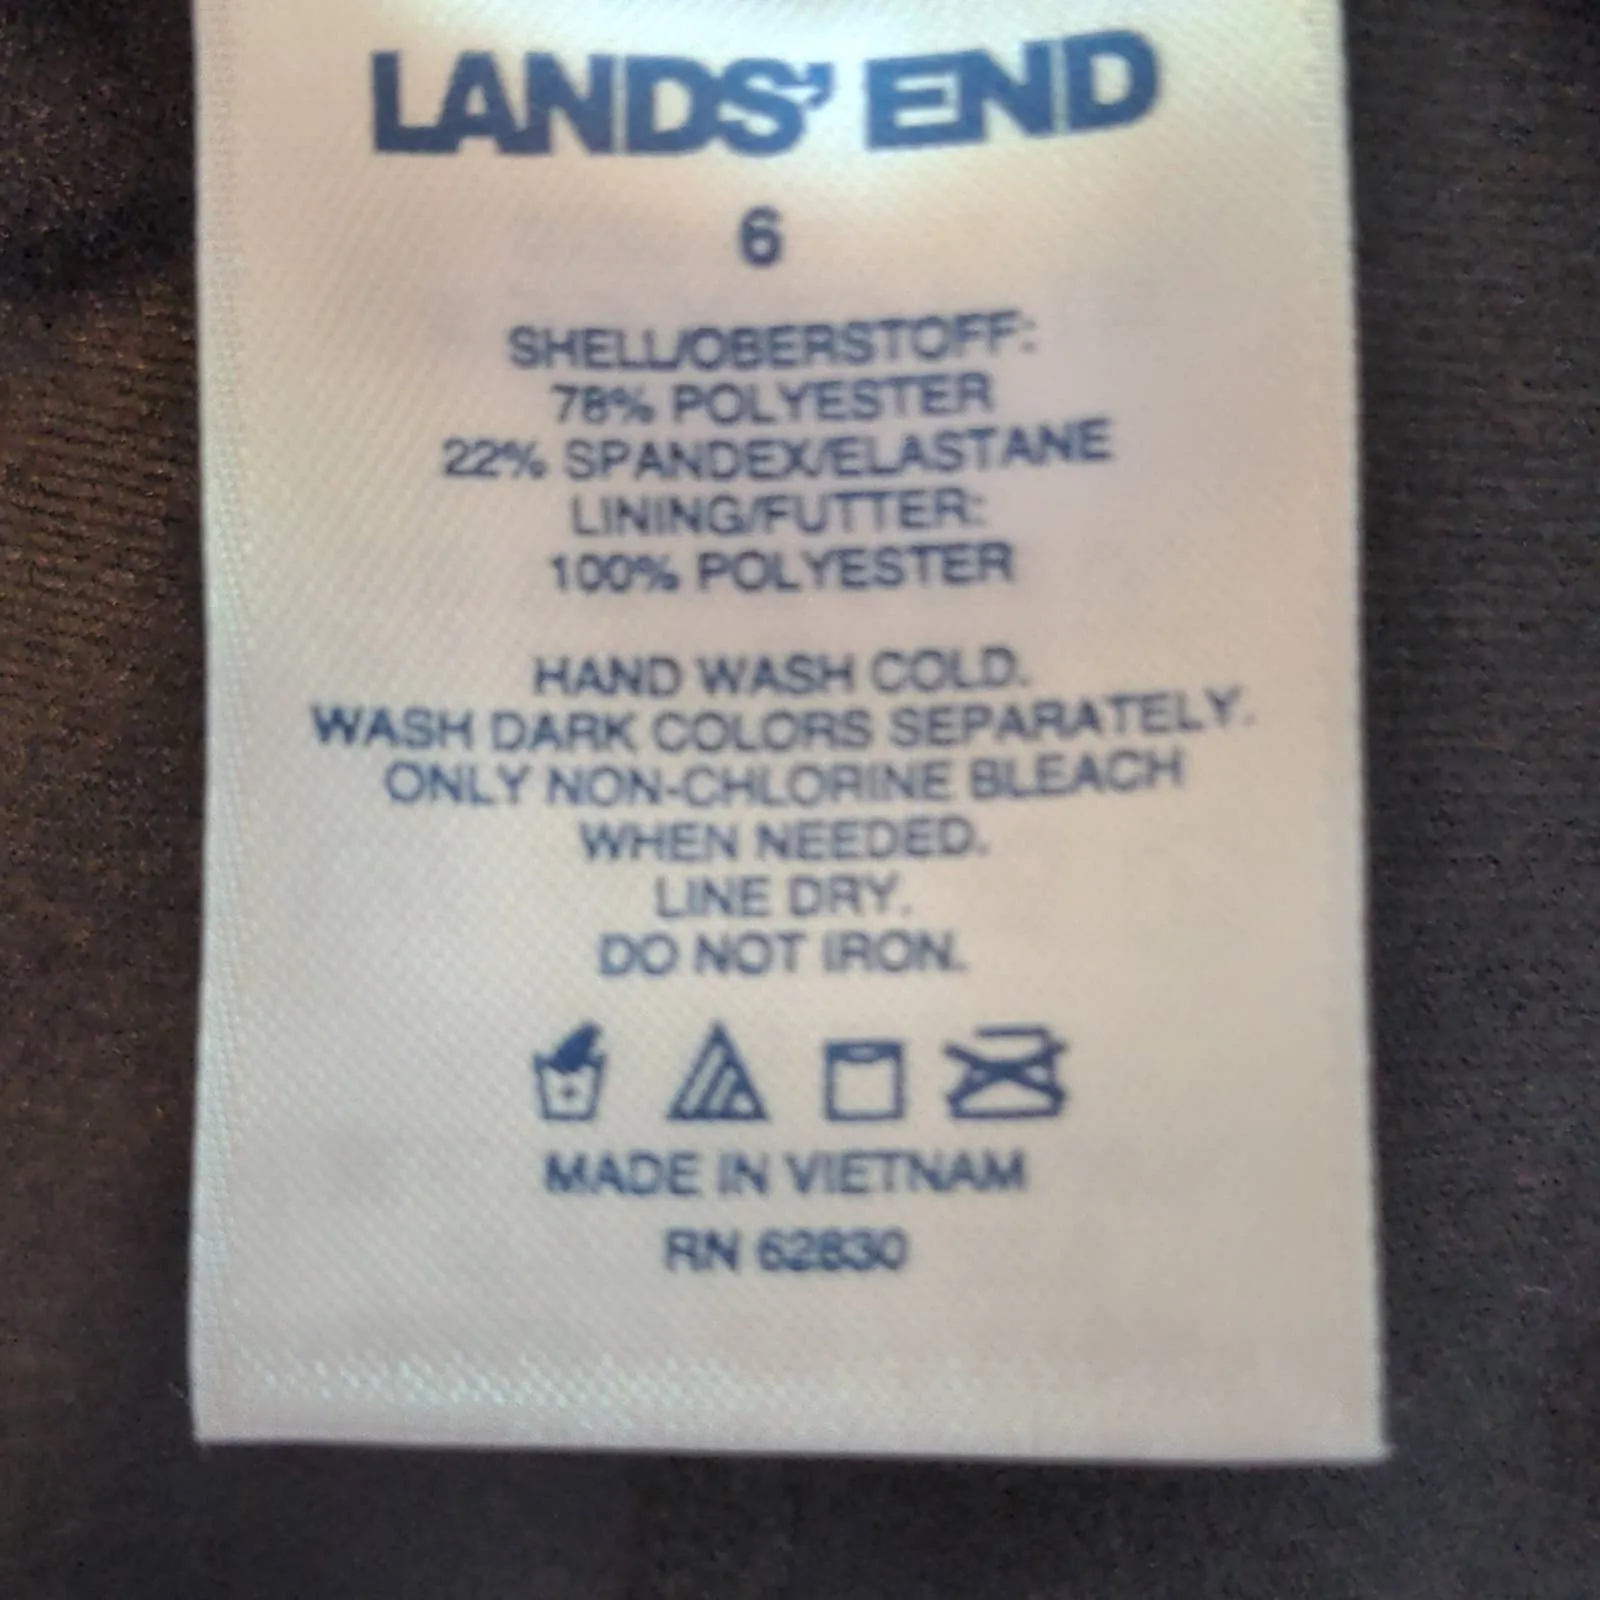 LANDS' END
6
SHELL/OBERSTOFF:
78% POLYESTER
22% SPANDEX/ELASTANE
LINING/FUTTER:
100% POLYESTER
HAND WASH COLD.
WASH DARK COLORS SEPARATELY.
ONLY NON-CHLORINE BLEACH
WHEN NEEDED.
LINE DRY.
DO NOT IRON.
MADE IN VIETNAM
RN 62830